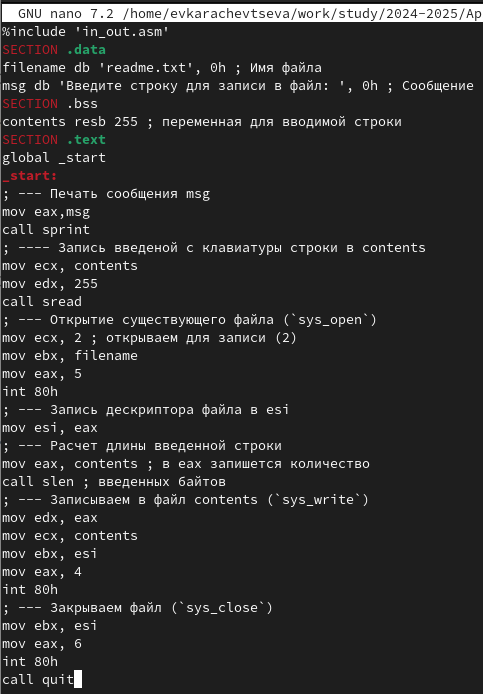 GNU nano 7.2 /home/evkarachevtseva/work/study/2024-2025/Ap
%include 'in_out.asm'
SECTION .data
filename db 'readme.txt', 0h ; Имя файла
msg db 'Введите строку для записи в файл: ', 0h ; Сообщение
SECTION .bss
contents resb 255 ; переменная для вводимой строки
SECTION .text
global _start
_start:
; --- Печать сообщения msg
mov eax,msg
call sprint
; ---- Запись введеной с клавиатуры строки в contents
mov ecx, contents
mov edx, 255
call sread
; --- Открытие существующего файла (`sys_open`)
mov ecx, 2 ; открываем для записи (2)
mov ebx, filename
mov eax, 5
int 80h
; --- Запись дескриптора файла в esi
mov esi, eax
; --- Расчет длины введенной строки
mov eax, contents ; в eax запишется количество
call slen ; введенных байтов
; --- Записываем в файл contents (`sys_write`)
mov edx, eax
mov ecx, contents
mov ebx, esi
mov eax, 4
int 80h
; --- Закрываем файл (`sys_close`)
mov ebx, esi
mov eax, 6
int 80h
call quit